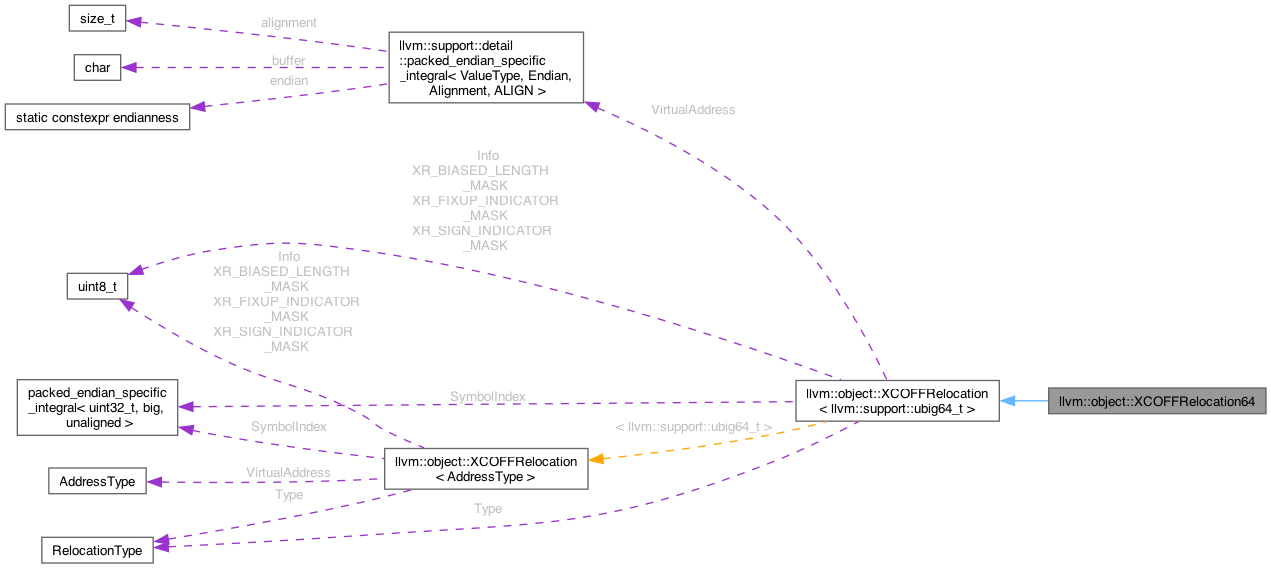 size_t
alignment
llvm::support::detail
::packed_endian_specific
_integral< ValueType, Endian,
Alignment, ALIGN >
char
buffer
endian
static constexpr endianness
VirtualAddress
Info
XR_BIASED_LENGTH
_MASK
XR_FIXUP_INDICATOR
_MASK
XR_SIGN_INDICATOR
_MASK
uint8_t
Info
XR_BIASED_LENGTH
_MASK
XR_FIXUP_INDICATOR
_MASK
XR_SIGN_INDICATOR
_MASK
packed_endian_specific
_integral< uint32_t, big,
unaligned >
SymbolIndex
llvm::object::XCOFFRelocation
< llvm::support::ubig64_t >
llvm::object::XCOFFRelocation64
SymbolIndex
< llvm::support::ubig64_t >
llvm::object::XCOFFRelocation
< AddressType >
AddressType
VirtualAddress
Type
Type
RelocationType